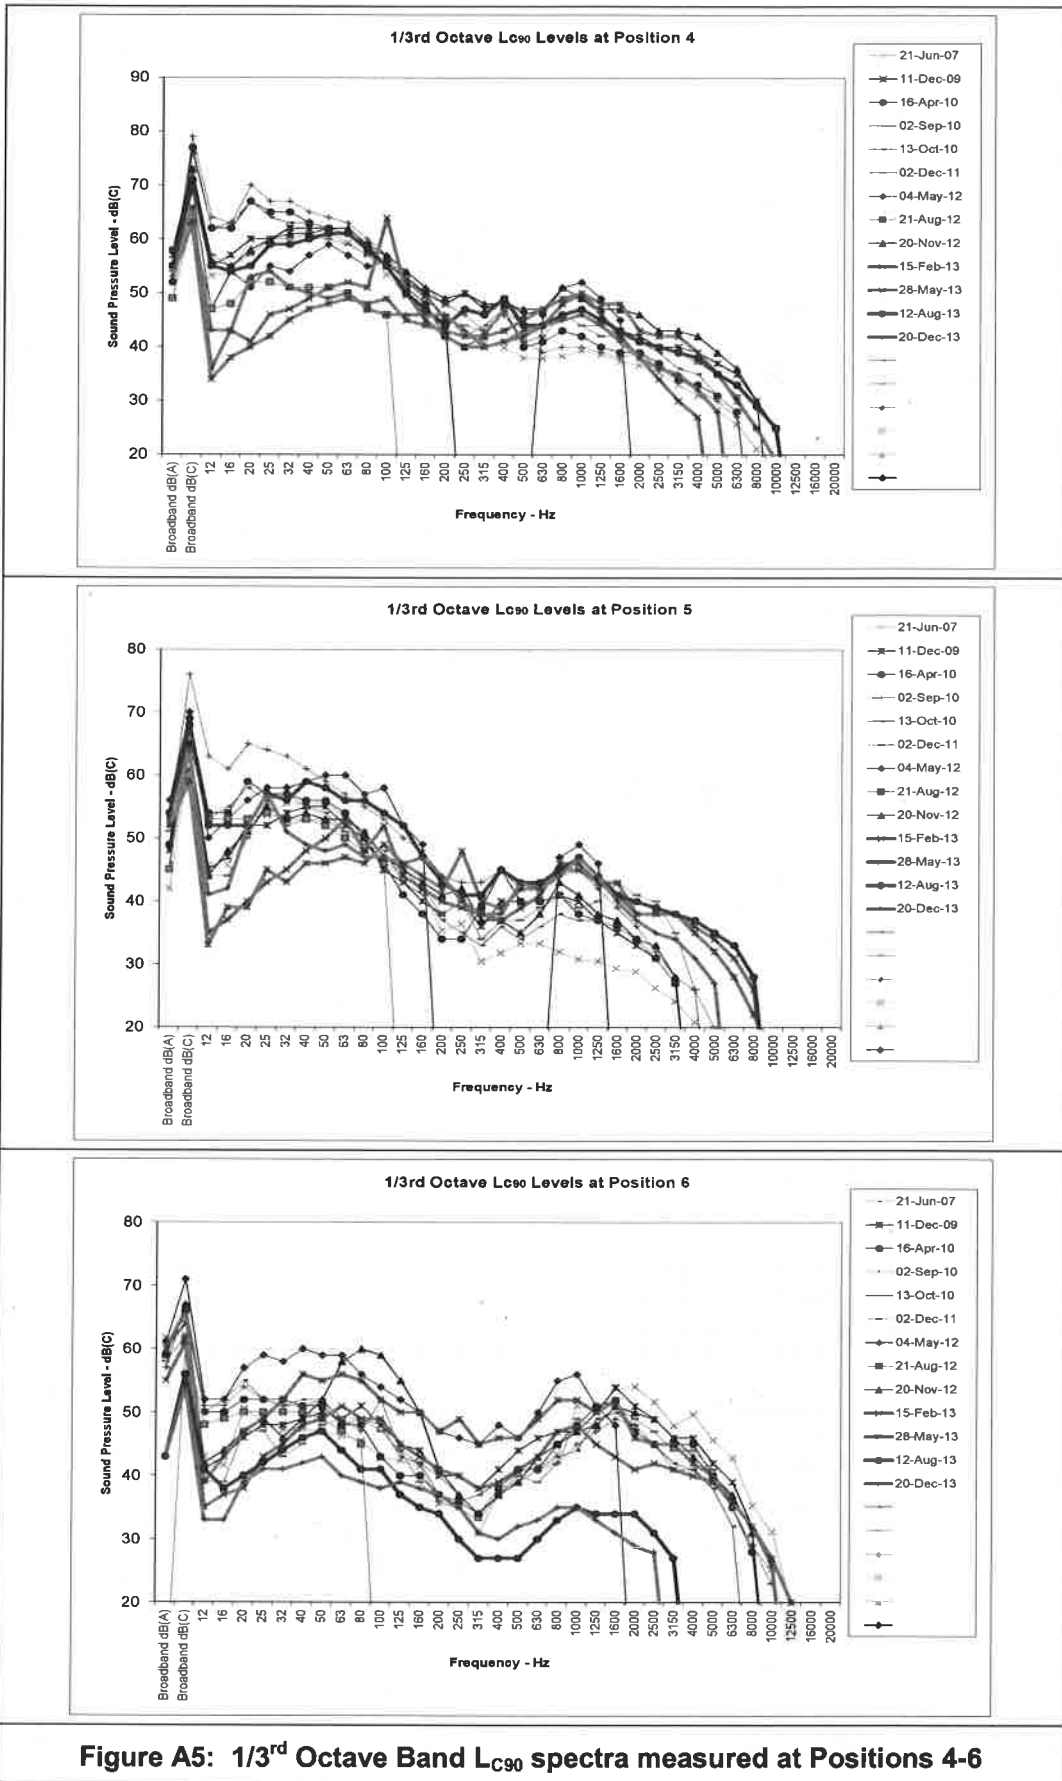 1/3rd Octave Lc90 Levels at Position 4
Sound Pressure Level - dB(C)
90
80
70
60
50
40
30
20
Broadband dB(A)
Broadband dB(C)
12
16
20
25
32
40
50
63
80
100
125
160
200
250
315
400
500
630
800
1000
1250
1600
2000
2500
3150
4000
5000
6300
8000
10000
12500
16000
20000
Frequency - Hz
21-Jun-07
11-Dec-09
16-Apr-10
02-Sep-10
13-Oct-10
02-Dec-11
04-May-12
21-Aug-12
20-Nov-12
15-Feb-13
28-May-13
12-Aug-13
20-Dec-13
1/3rd Octave Lc90 Levels at Position 5
Sound Pressure Level - dB(C)
80
70
60
50
40
30
20
Broadband dB(A)
Broadband dB(C)
12
16
20
25
32
40
50
63
80
100
125
160
200
250
315
400
500
630
800
1000
1250
1600
2000
2500
3150
4000
5000
6300
8000
10000
12500
16000
20000
Frequency - Hz
21-Jun-07
11-Dec-09
16-Apr-10
02-Sep-10
13-Oct-10
02-Dec-11
04-May-12
21-Aug-12
20-Nov-12
15-Feb-13
28-May-13
12-Aug-13
20-Dec-13
1/3rd Octave Lc90 Levels at Position 6
Sound Pressure Level - dB(C)
80
70
60
50
40
30
20
Broadband dB(A)
Broadband dB(C)
12
16
20
25
32
40
50
63
80
100
125
160
200
250
315
400
500
630
800
1000
1250
1600
2000
2500
3150
4000
5000
6300
8000
10000
12500
16000
20000
Frequency - Hz
21-Jun-07
11-Dec-09
16-Apr-10
02-Sep-10
13-Oct-10
02-Dec-11
04-May-12
21-Aug-12
20-Nov-12
15-Feb-13
28-May-13
12-Aug-13
20-Dec-13
Figure A5: 1/3rd Octave Band LC90 spectra measured at Positions 4-6